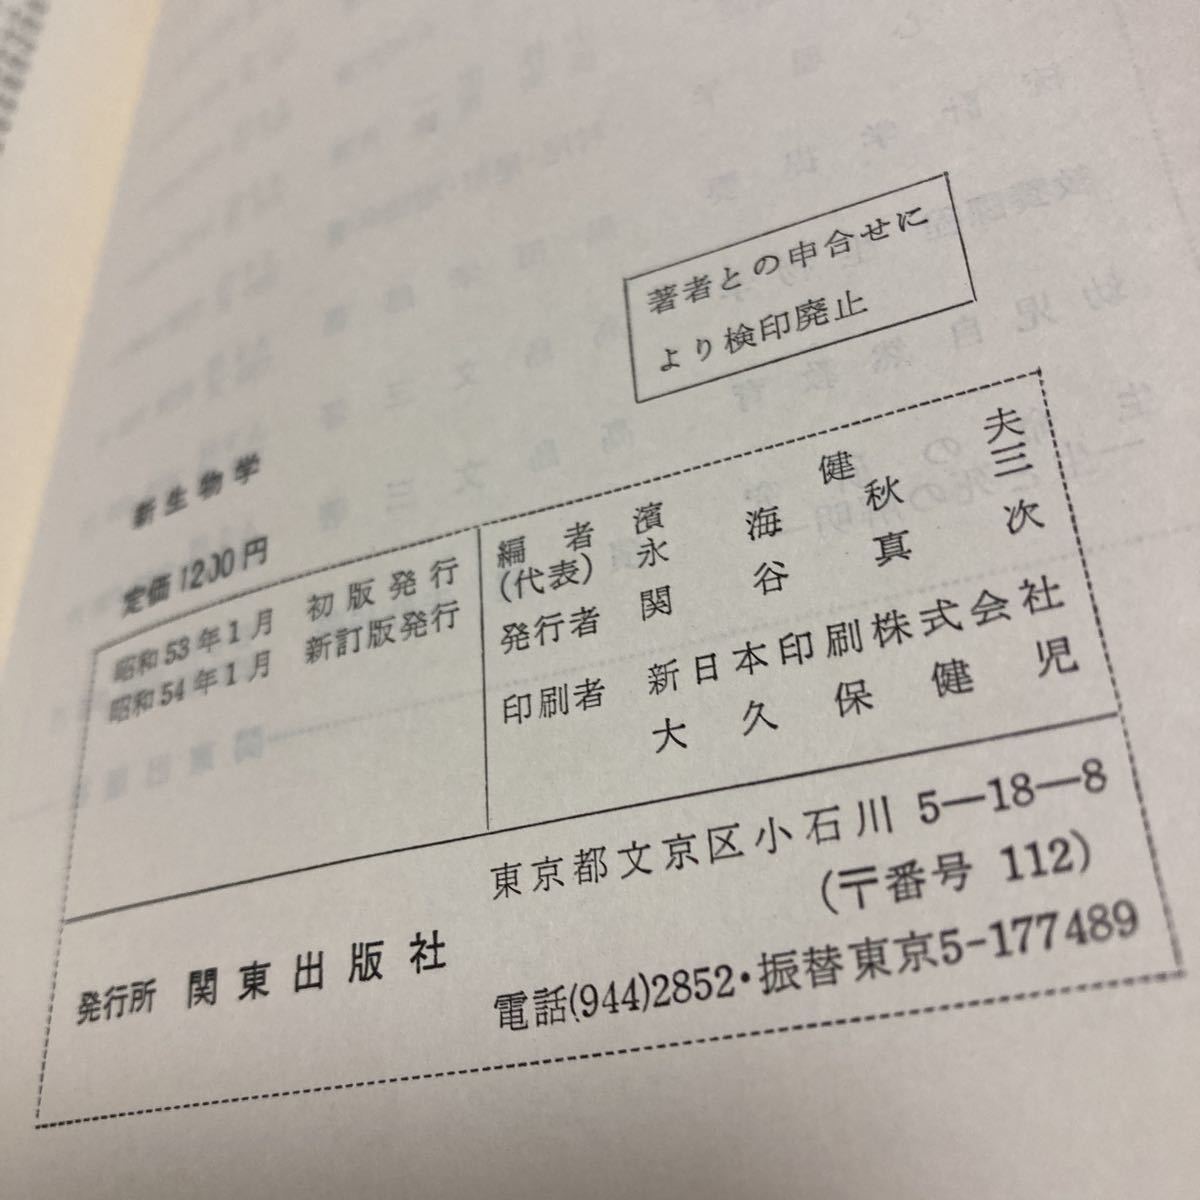 著者との申合せに
より検印廃止
新生物学
定価1200円
昭和53年1月 初版発行
昭和54年1月 新訂版発行
編者 濱 健夫
(代表) 永海秋三
発行者 関谷真次
印刷者 新日本印刷株式会社
大久保健児
発行所 関東出版社
東京都文京区小石川 5―18―8
(〒番号 112)
電話(944)2852・振替東京5-177489